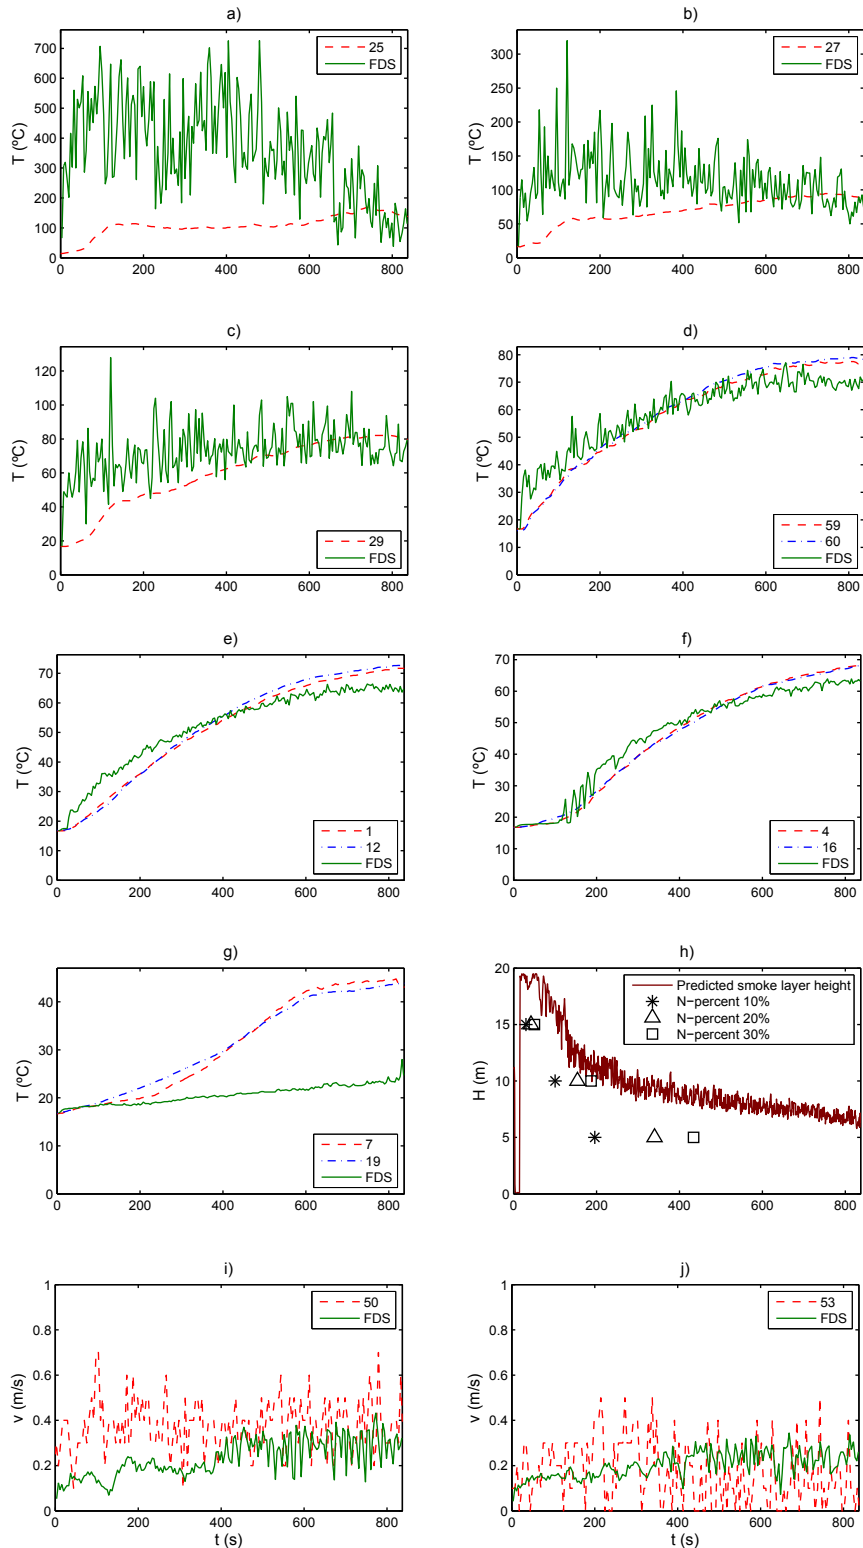 a)
25
FDS
T (ºC)
700
600
500
400
300
200
100
0
0 200 400 600 800
b)
27
FDS
T (ºC)
300
250
200
150
100
50
0
0 200 400 600 800
c)
29
FDS
T (ºC)
120
100
80
60
40
20
0
0 200 400 600 800
d)
59
60
FDS
T (ºC)
80
70
60
50
40
30
20
10
0
0 200 400 600 800
e)
1
12
FDS
T (ºC)
70
60
50
40
30
20
10
0
0 200 400 600 800
f)
4
16
FDS
T (ºC)
70
60
50
40
30
20
10
0
0 200 400 600 800
g)
7
19
FDS
T (ºC)
40
30
20
10
0
0 200 400 600 800
h)
Predicted smoke layer height
N−percent 10%
N−percent 20%
N−percent 30%
H (m)
20
15
10
5
0
0 200 400 600 800
i)
50
FDS
v (m/s)
1
0.8
0.6
0.4
0.2
0
0 200 400 600 800
t (s)
j)
53
FDS
v (m/s)
1
0.8
0.6
0.4
0.2
0
0 200 400 600 800
t (s)